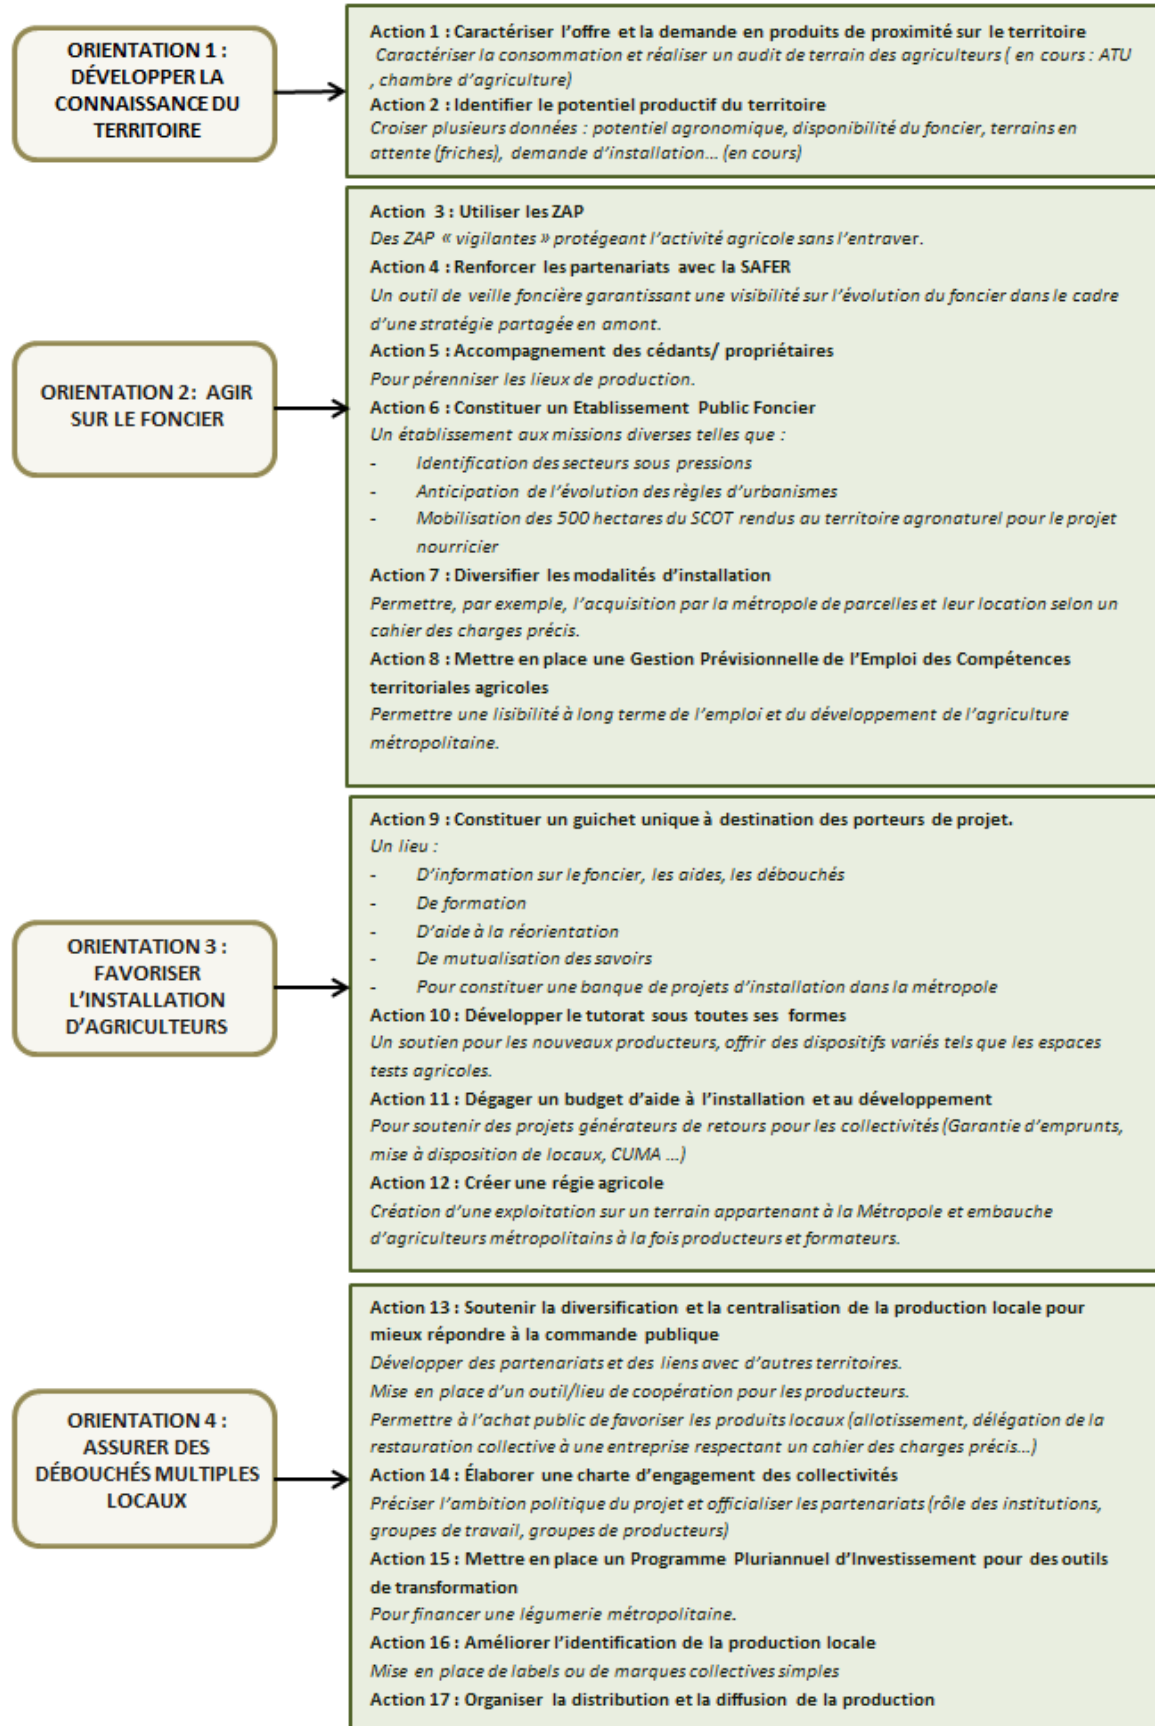 ORIENTATION 1 :
DÉVELOPPER LA
CONNAISSANCE DU
TERRITOIRE
Action 1 : Caractériser l'offre et la demande en produits de proximité sur le territoire
Caractériser la consommation et réaliser un audit de terrain des agriculteurs ( en cours : ATU
, chambre d'agriculture)
Action 2 : Identifier le potentiel productif du territoire
Croiser plusieurs données : potentiel agronomique, disponibilité du foncier, terrains en
attente (friches), demande d'installation... (en cours)
ORIENTATION 2: AGIR
SUR LE FONCIER
Action 3 : Utiliser les ZAP
Des ZAP « vigilantes » protégeant l'activité agricole sans l'entraver.
Action 4 : Renforcer les partenariats avec la SAFER
Un outil de veille foncière garantissant une visibilité sur l'évolution du foncier dans le cadre
d'une stratégie partagée en amont.
Action 5 : Accompagnement des cédants/ propriétaires
Pour pérenniser les lieux de production.
Action 6 : Constituer un Etablissement Public Foncier
Un établissement aux missions diverses telles que :
- Identification des secteurs sous pressions
- Anticipation de l'évolution des règles d'urbanismes
- Mobilisation des 500 hectares du SCOT rendus au territoire agronaturel pour le projet
nourricier
Action 7 : Diversifier les modalités d'installation
Permettre, par exemple, l'acquisition par la métropole de parcelles et leur location selon un
cahier des charges précis.
Action 8 : Mettre en place une Gestion Prévisionnelle de l'Emploi des Compétences
territoriales agricoles
Permettre une lisibilité à long terme de l'emploi et du développement de l'agriculture
métropolitaine.
ORIENTATION 3 :
FAVORISER
L'INSTALLATION
D'AGRICULTEURS
Action 9 : Constituer un guichet unique à destination des porteurs de projet.
Un lieu :
- D'information sur le foncier, les aides, les débouchés
- De formation
- D'aide à la réorientation
- De mutualisation des savoirs
- Pour constituer une banque de projets d'installation dans la métropole
Action 10 : Développer le tutorat sous toutes ses formes
Un soutien pour les nouveaux producteurs, offrir des dispositifs variés tels que les espaces
tests agricoles.
Action 11 : Dégager un budget d'aide à l'installation et au développement
Pour soutenir des projets générateurs de retours pour les collectivités (Garantie d'emprunts,
mise à disposition de locaux, CUMA ...)
Action 12 : Créer une régie agricole
Création d'une exploitation sur un terrain appartenant à la Métropole et embauche
d'agriculteurs métropolitains à la fois producteurs et formateurs.
ORIENTATION 4 :
ASSURER DES
DÉBOUCHÉS MULTIPLES
LOCAUX
Action 13 : Soutenir la diversification et la centralisation de la production locale pour
mieux répondre à la commande publique
Développer des partenariats et des liens avec d'autres territoires.
Mise en place d'un outil/lieu de coopération pour les producteurs.
Permettre à l'achat public de favoriser les produits locaux (allotissement, délégation de la
restauration collective à une entreprise respectant un cahier des charges précis...)
Action 14 : Élaborer une charte d'engagement des collectivités
Préciser l'ambition politique du projet et officialiser les partenariats (rôle des institutions,
groupes de travail, groupes de producteurs)
Action 15 : Mettre en place un Programme Pluriannuel d'Investissement pour des outils
de transformation
Pour financer une légumerie métropolitaine.
Action 16 : Améliorer l'identification de la production locale
Mise en place de labels ou de marques collectives simples
Action 17 : Organiser la distribution et la diffusion de la production